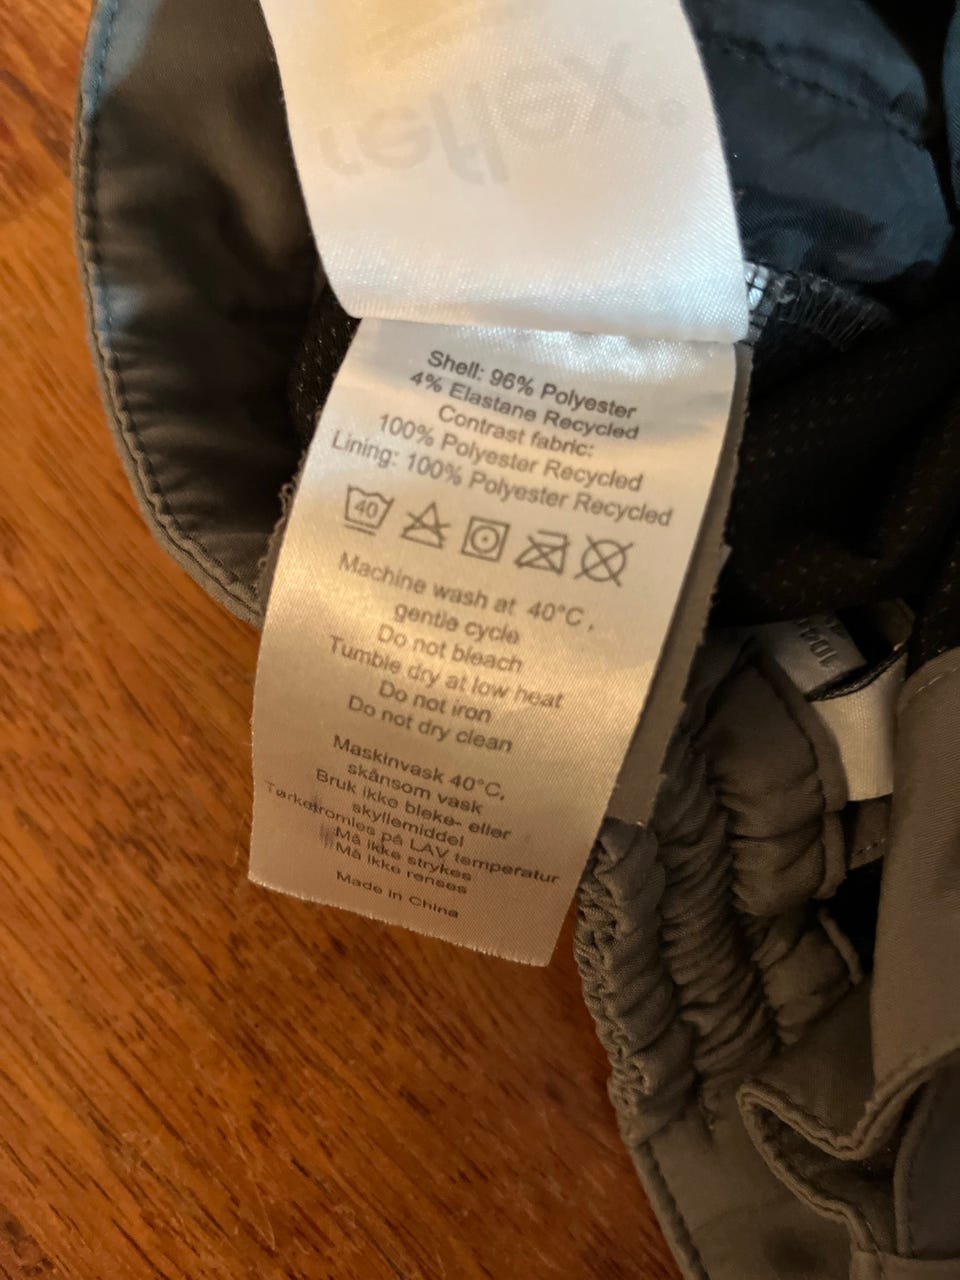 reflex®
Shell: 96% Polyester
4% Elastane Recycled
Contrast fabric:
100% Polyester Recycled
Lining: 100% Polyester Recycled
40
Machine wash at 40°C,
gentle cycle
Do not bleach
Tumble dry at low heat
Do not iron
Do not dry clean
Maskinvask 40°C,
skånsom vask
Bruk ikke bleke- eller
skyllemiddel
Tørketromles på LAV temperatur
Må ikke strykes
Må ikke renses
Made in China